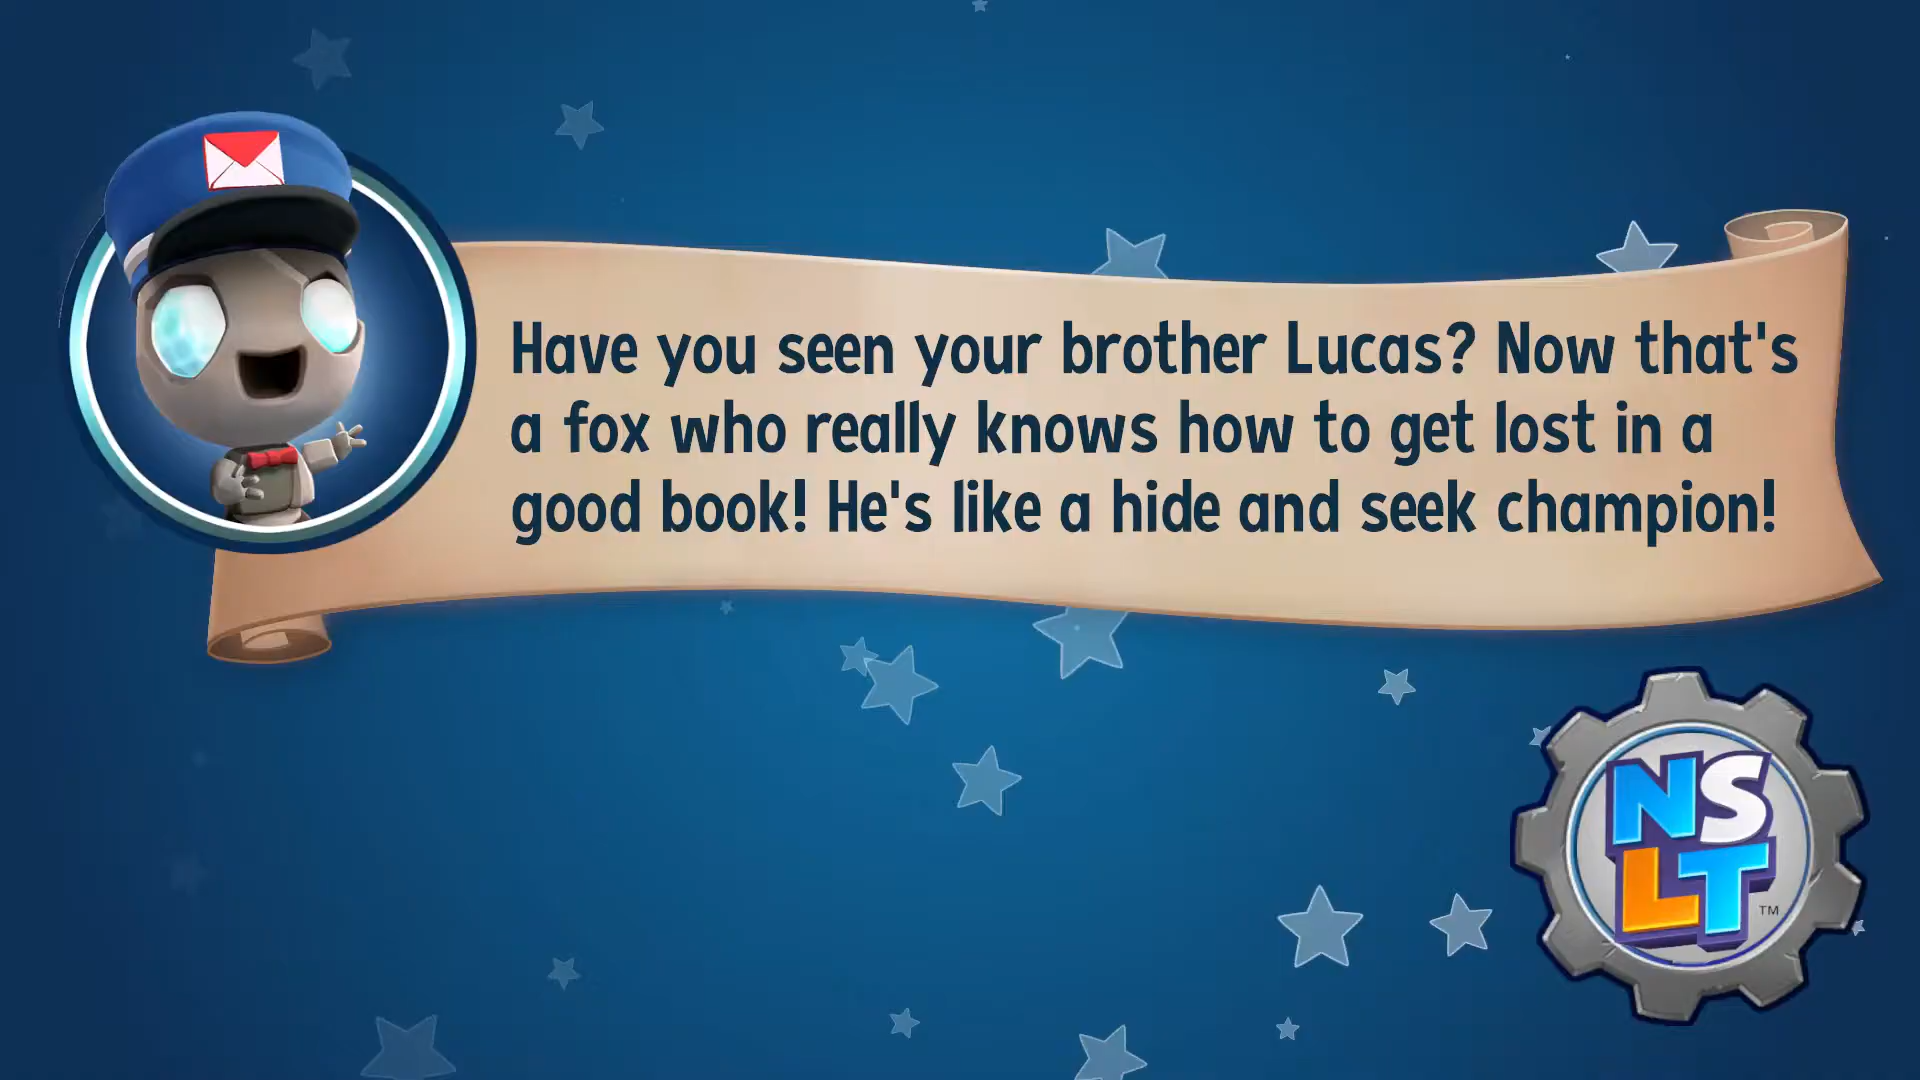 Have you seen your brother Lucas? Now that's
a fox who really knows how to get lost in a
good book! He's like a hide and seek champion!
NS
LT
TM